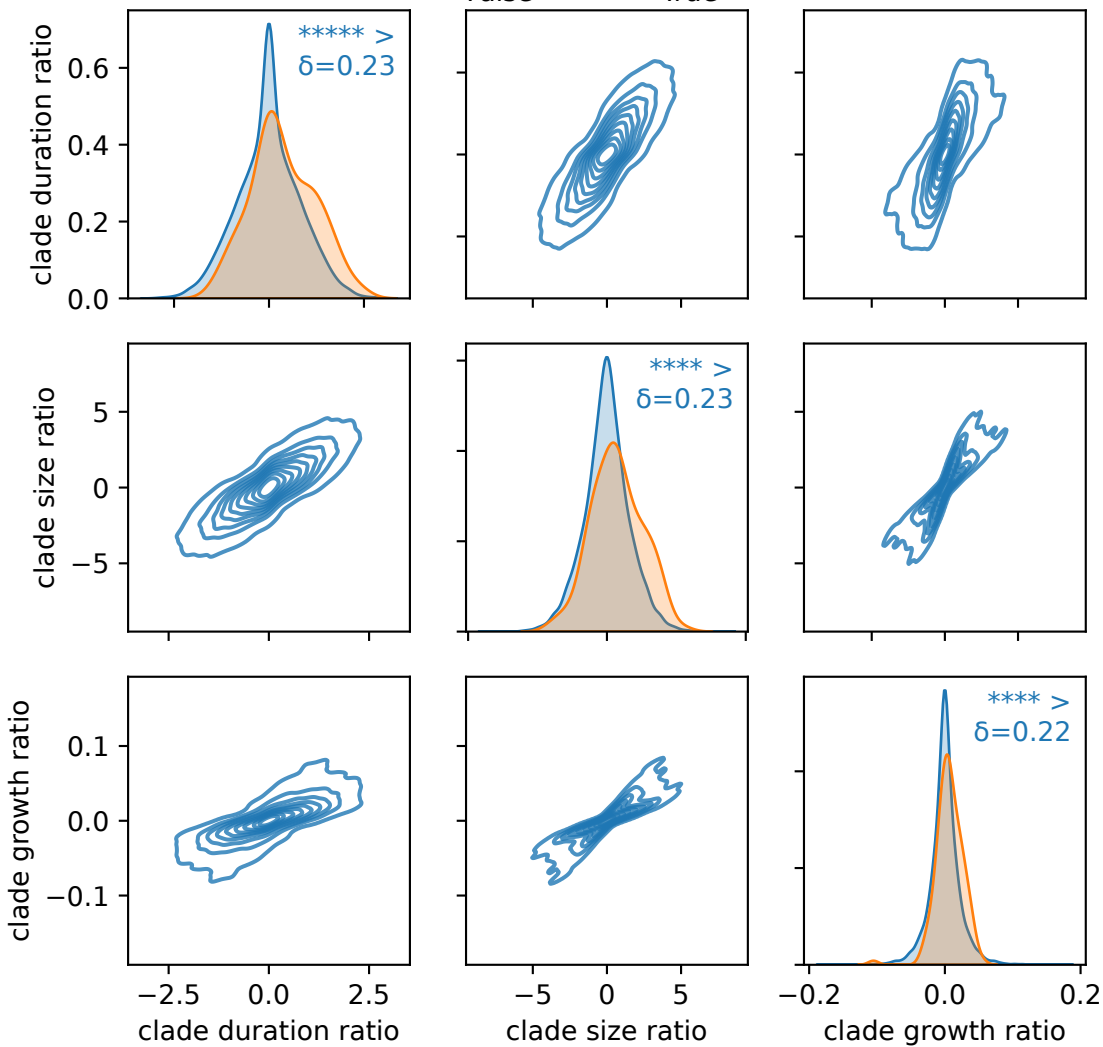 clade duration ratio
0.6
0.4
0.2
0.0
***** >
δ=0.23
clade size ratio
5
0
−5
**** >
δ=0.23
clade growth ratio
0.1
0.0
−0.1
**** >
δ=0.22
−2.5 0.0 2.5
−5 0 5
−0.2 0.0 0.2
clade duration ratio
clade size ratio
clade growth ratio